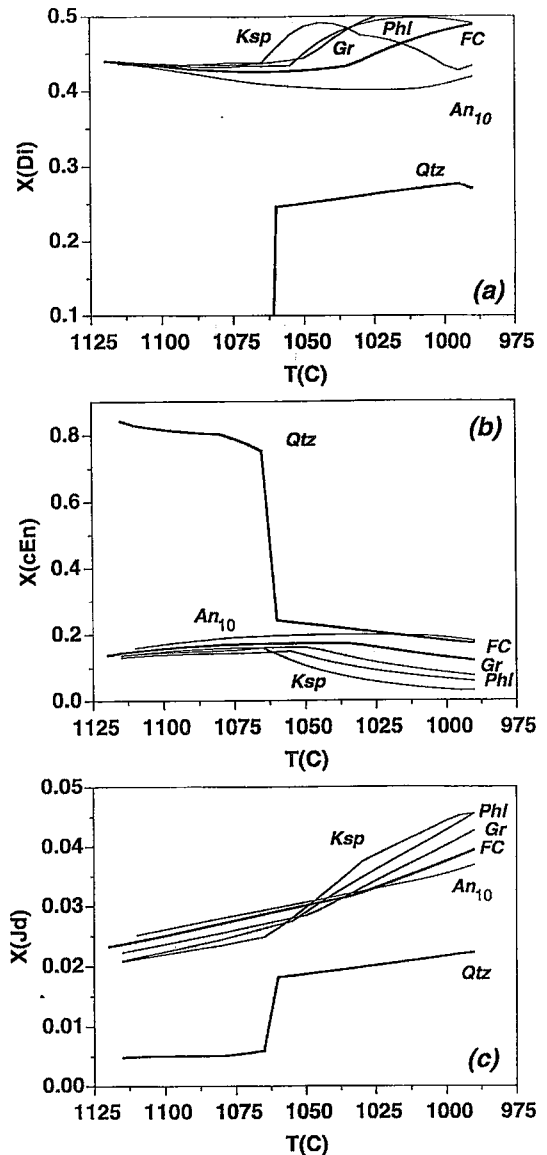 0.5
0.4
0.3
0.2
0.1
X(Di)
Ksp
Gr
Phl
FC
An10
Qtz
(a)
1125 1100 1075 1050 1025 1000 975
T(C)
0.8
0.6
0.4
0.2
0.0
X(cEn)
(b)
Qtz
An10
FC
Gr
Phl
Ksp
1125 1100 1075 1050 1025 1000 975
T(C)
0.05
0.04
0.03
0.02
0.01
0.00
X(Jd)
Ksp
Phl
Gr
FC
An10
Qtz
(c)
1125 1100 1075 1050 1025 1000 975
T(C)